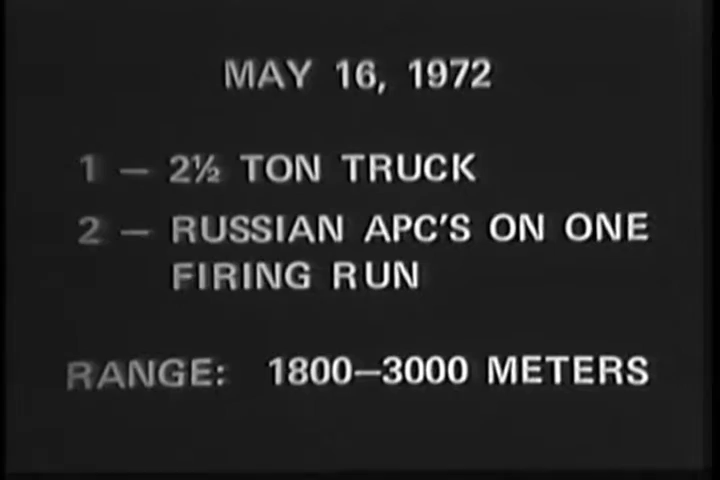 MAY 16, 1972
1 — 2½ TON TRUCK
2 — RUSSIAN APC'S ON ONE
FIRING RUN
RANGE: 1800—3000 METERS